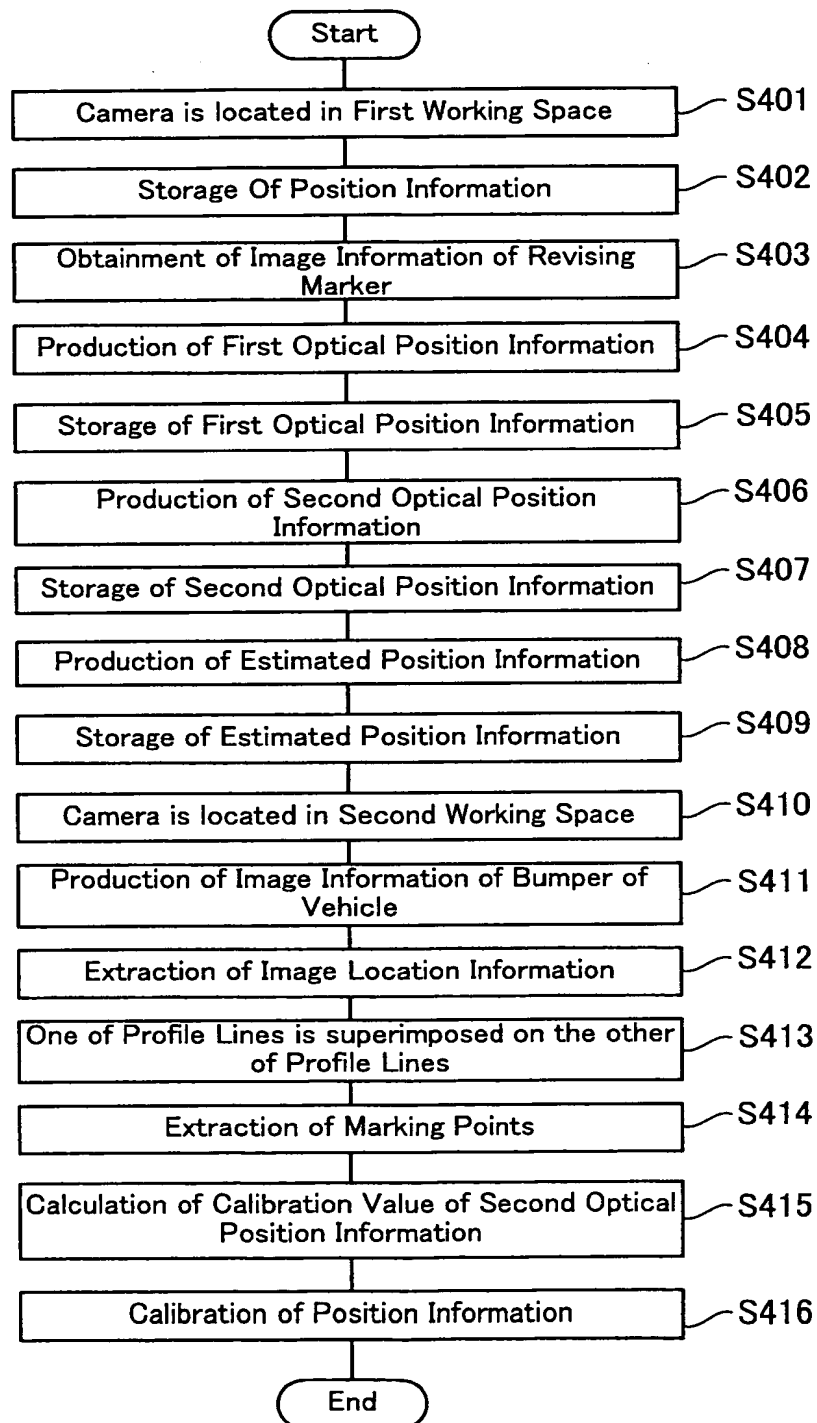 Start
Camera is located in First Working Space
S401
Storage Of Position Information
S402
Obtainment of Image Information of Revising
Marker
S403
Production of First Optical Position Information
S404
Storage of First Optical Position Information
S405
Production of Second Optical Position
Information
S406
Storage of Second Optical Position Information
S407
Production of Estimated Position Information
S408
Storage of Estimated Position Information
S409
Camera is located in Second Working Space
S410
Production of Image Information of Bumper of
Vehicle
S411
Extraction of Image Location Information
S412
One of Profile Lines is superimposed on the other
of Profile Lines
S413
Extraction of Marking Points
S414
Calculation of Calibration Value of Second Optical
Position Information
S415
Calibration of Position Information
S416
End